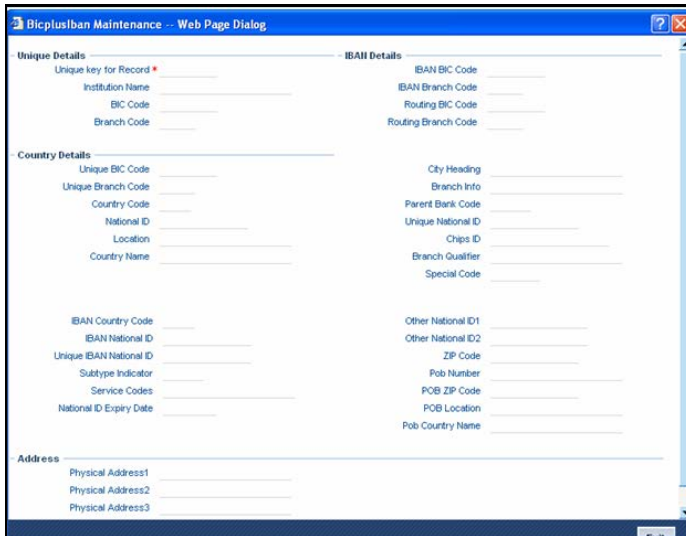 BicplusIban Maintenance -- Web Page Dialog
Unique Details
Unique key for Record *
Institution Name
BIC Code
Branch Code
IBAN Details
IBAN BIC Code
IBAN Branch Code
Routing BIC Code
Routing Branch Code
Country Details
Unique BIC Code
Unique Branch Code
Country Code
National ID
Location
Country Name
City Heading
Branch Info
Parent Bank Code
Unique National ID
Chips ID
Branch Qualifier
Special Code
IBAN Country Code
IBAN National ID
Unique IBAN National ID
Subtype Indicator
Service Codes
National ID Expiry Date
Other National ID1
Other National ID2
ZIP Code
Pob Number
POB ZIP Code
POB Location
Pob Country Name
Address
Physical Address1
Physical Address2
Physical Address3